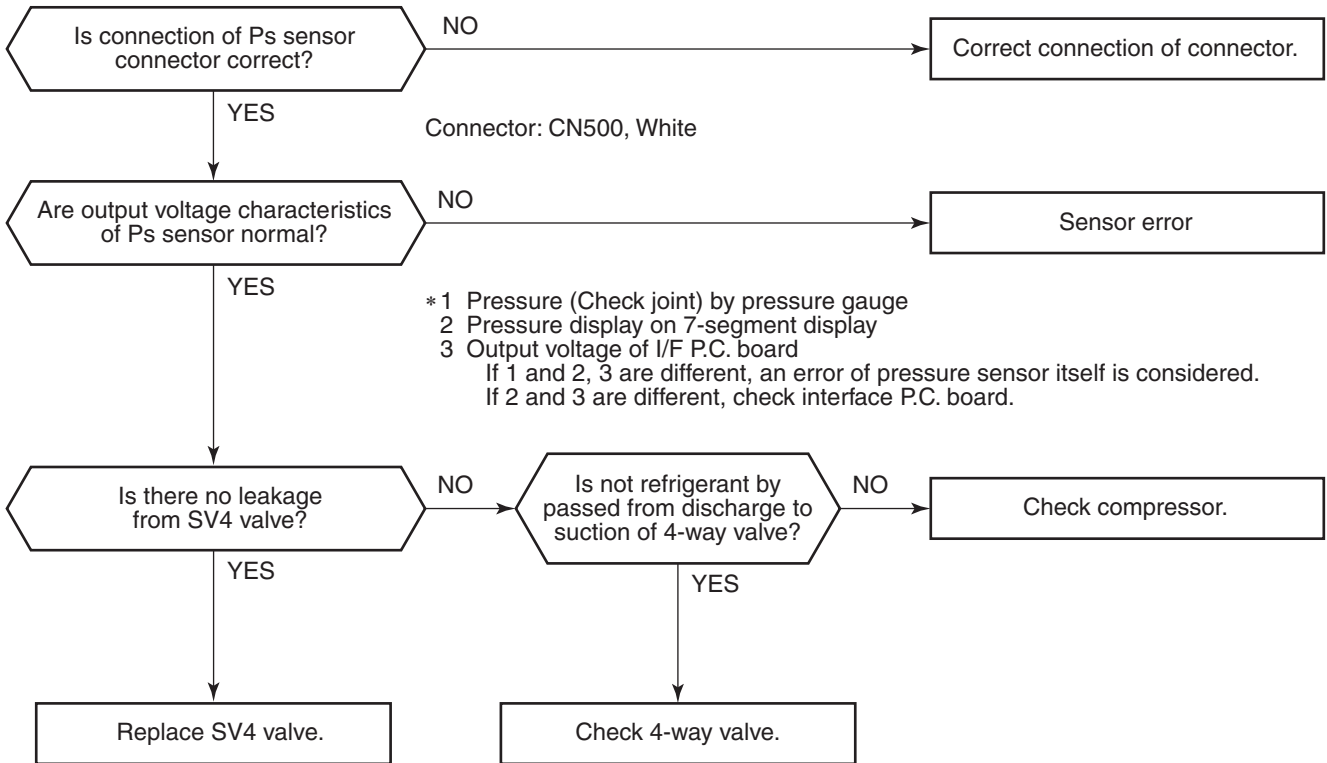 Is connection of Ps sensor
connector correct?
NO
Correct connection of connector.
YES
Connector: CN500, White
Are output voltage characteristics
of Ps sensor normal?
NO
Sensor error
YES
*1 Pressure (Check joint) by pressure gauge
2 Pressure display on 7-segment display
3 Output voltage of I/F P.C. board
If 1 and 2, 3 are different, an error of pressure sensor itself is considered.
If 2 and 3 are different, check interface P.C. board.
Is there no leakage
from SV4 valve?
NO
Is not refrigerant by
passed from discharge to
suction of 4-way valve?
NO
Check compressor.
YES
YES
Replace SV4 valve.
Check 4-way valve.